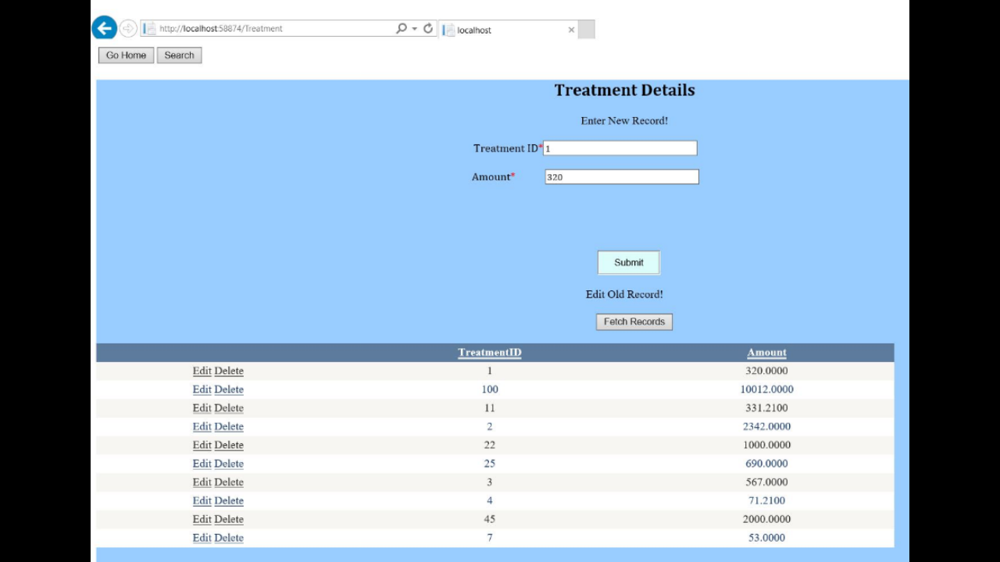 http://localhost:58874/Treatment
localhost
Go Home Search
Treatment Details
Enter New Record!
Treatment ID* 1
Amount* 320
Submit
Edit Old Record!
Fetch Records
TreatmentID Amount
Edit Delete 1 320.0000
Edit Delete 100 10012.0000
Edit Delete 11 331.2100
Edit Delete 2 2342.0000
Edit Delete 22 1000.0000
Edit Delete 25 690.0000
Edit Delete 3 567.0000
Edit Delete 4 71.2100
Edit Delete 45 2000.0000
Edit Delete 7 53.0000